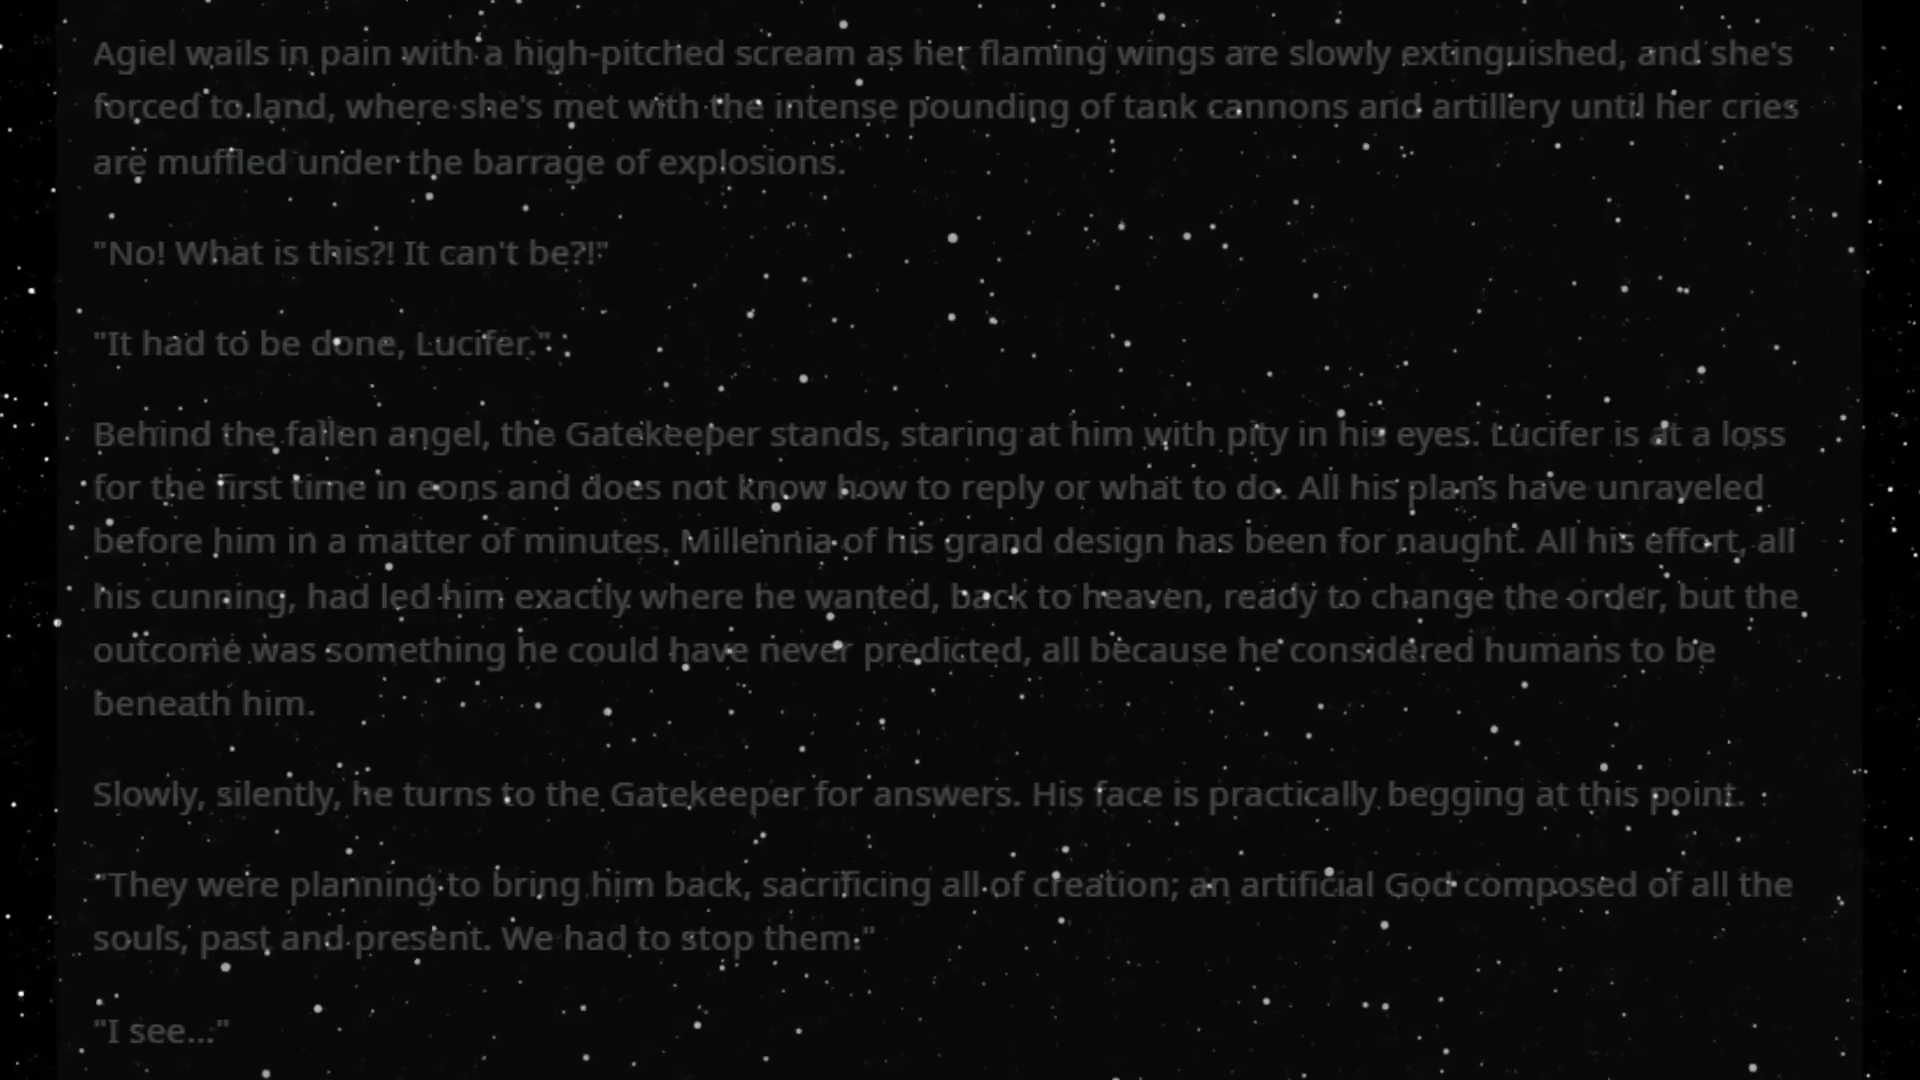 Agiel wails in pain with a high-pitched scream as her flaming wings are slowly extinguished, and she's
forced to land, where she's met with the intense pounding of tank cannons and artillery until her cries
are muffled under the barrage of explosions.
"No! What is this?! It can't be?!"
"It had to be done, Lucifer."
Behind the fallen angel, the Gatekeeper stands, staring at him with pity in his eyes. Lucifer is at a loss
for the first time in eons and does not know how to reply or what to do. All his plans have unraveled
before him in a matter of minutes. Millennia of his grand design has been for naught. All his effort, all
his cunning, had led him exactly where he wanted, back to heaven, ready to change the order, but the
outcome was something he could have never predicted, all because he considered humans to be
beneath him.
Slowly, silently, he turns to the Gatekeeper for answers. His face is practically begging at this point.
"They were planning to bring him back, sacrificing all of creation; an artificial God composed of all the
souls, past and present. We had to stop them."
"I see..."